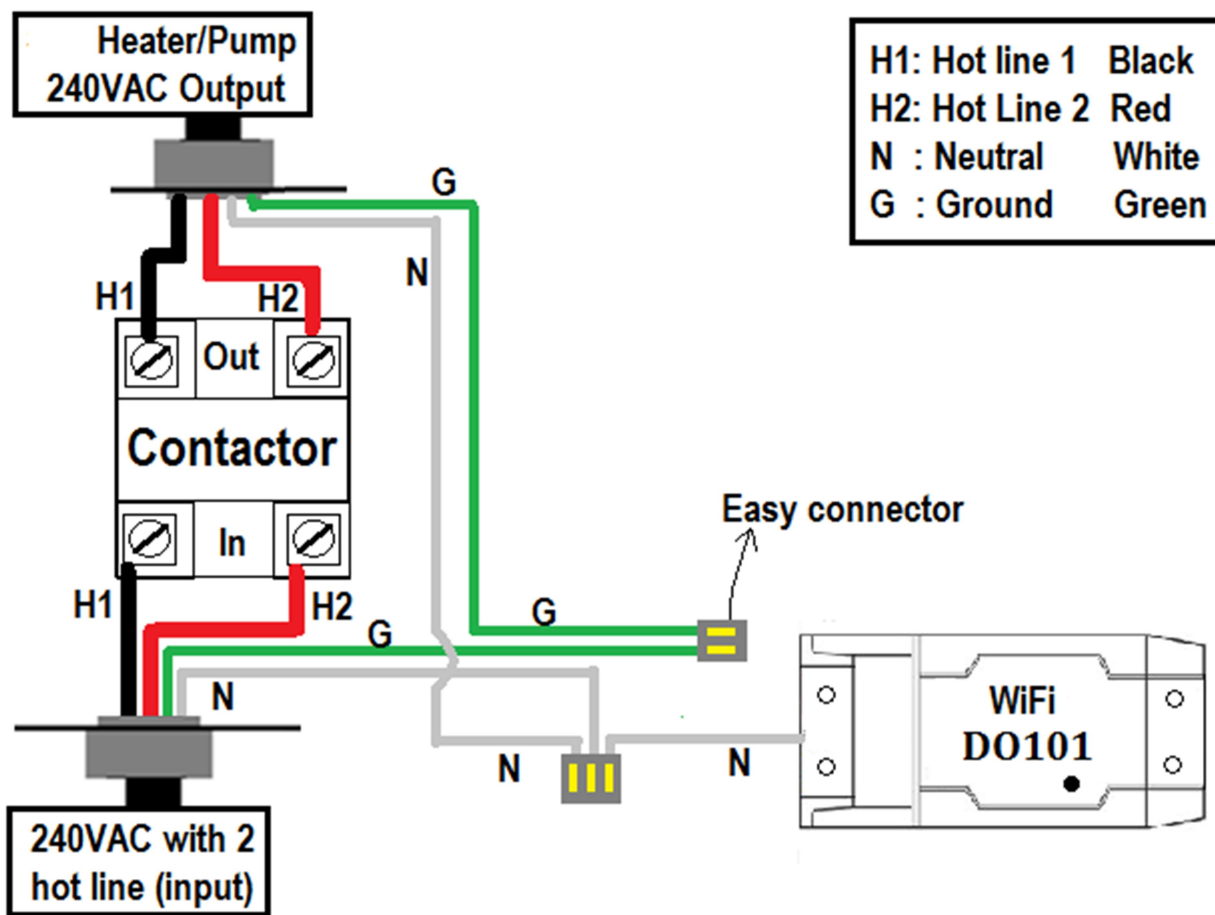 Heater/Pump
240VAC Output
H1: Hot line 1 Black
H2: Hot Line 2 Red
N : Neutral White
G : Ground Green
G
N
H1
H2
Out
Contactor
In
Easy connector
H1
H2
G
G
N
WiFi
DO101
N
N
240VAC with 2
hot line (input)